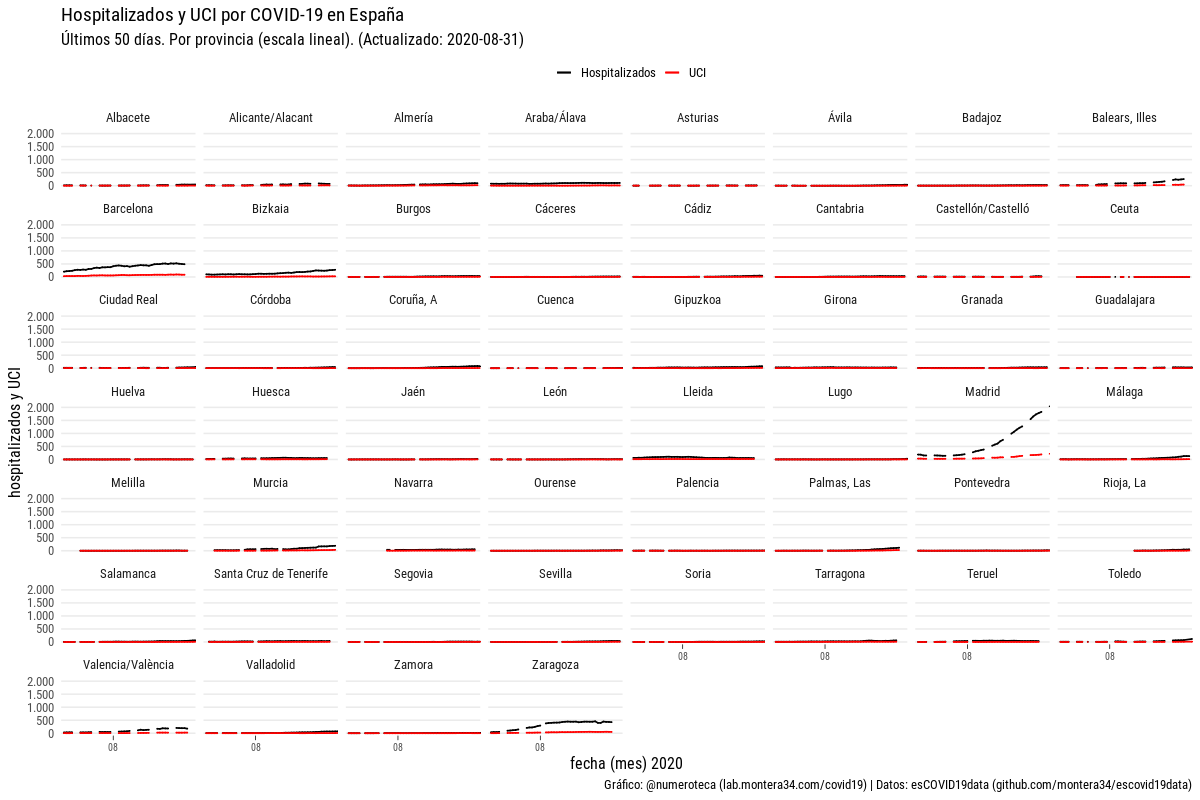 Hospitalizados y UCI por COVID-19 en España
Últimos 50 días. Por provincia (escala lineal). (Actualizado: 2020-08-31)
Hospitalizados UCI
Albacete Alicante/Alacant Almería Araba/Álava Asturias Ávila Badajoz Balears, Illes
2.000
1.500
1.000
500
0
Barcelona Bizkaia Burgos Cáceres Cádiz Cantabria Castellón/Castelló Ceuta
2.000
1.500
1.000
500
0
Ciudad Real Córdoba Coruña, A Cuenca Gipuzkoa Girona Granada Guadalajara
2.000
1.500
1.000
500
0
Huelva Huesca Jaén León Lleida Lugo Madrid Málaga
2.000
1.500
1.000
500
0
Melilla Murcia Navarra Ourense Palencia Palmas, Las Pontevedra Rioja, La
2.000
1.500
1.000
500
0
Salamanca Santa Cruz de Tenerife Segovia Sevilla Soria Tarragona Teruel Toledo
2.000
1.500
1.000
500
0
08 08 08 08
Valencia/València Valladolid Zamora Zaragoza
2.000
1.500
1.000
500
0
08 08 08 08
hospitalizados y UCI
fecha (mes) 2020
Gráfico: @numeroteca (lab.montera34.com/covid19) | Datos: esCOVID19data (github.com/montera34/escovid19data)